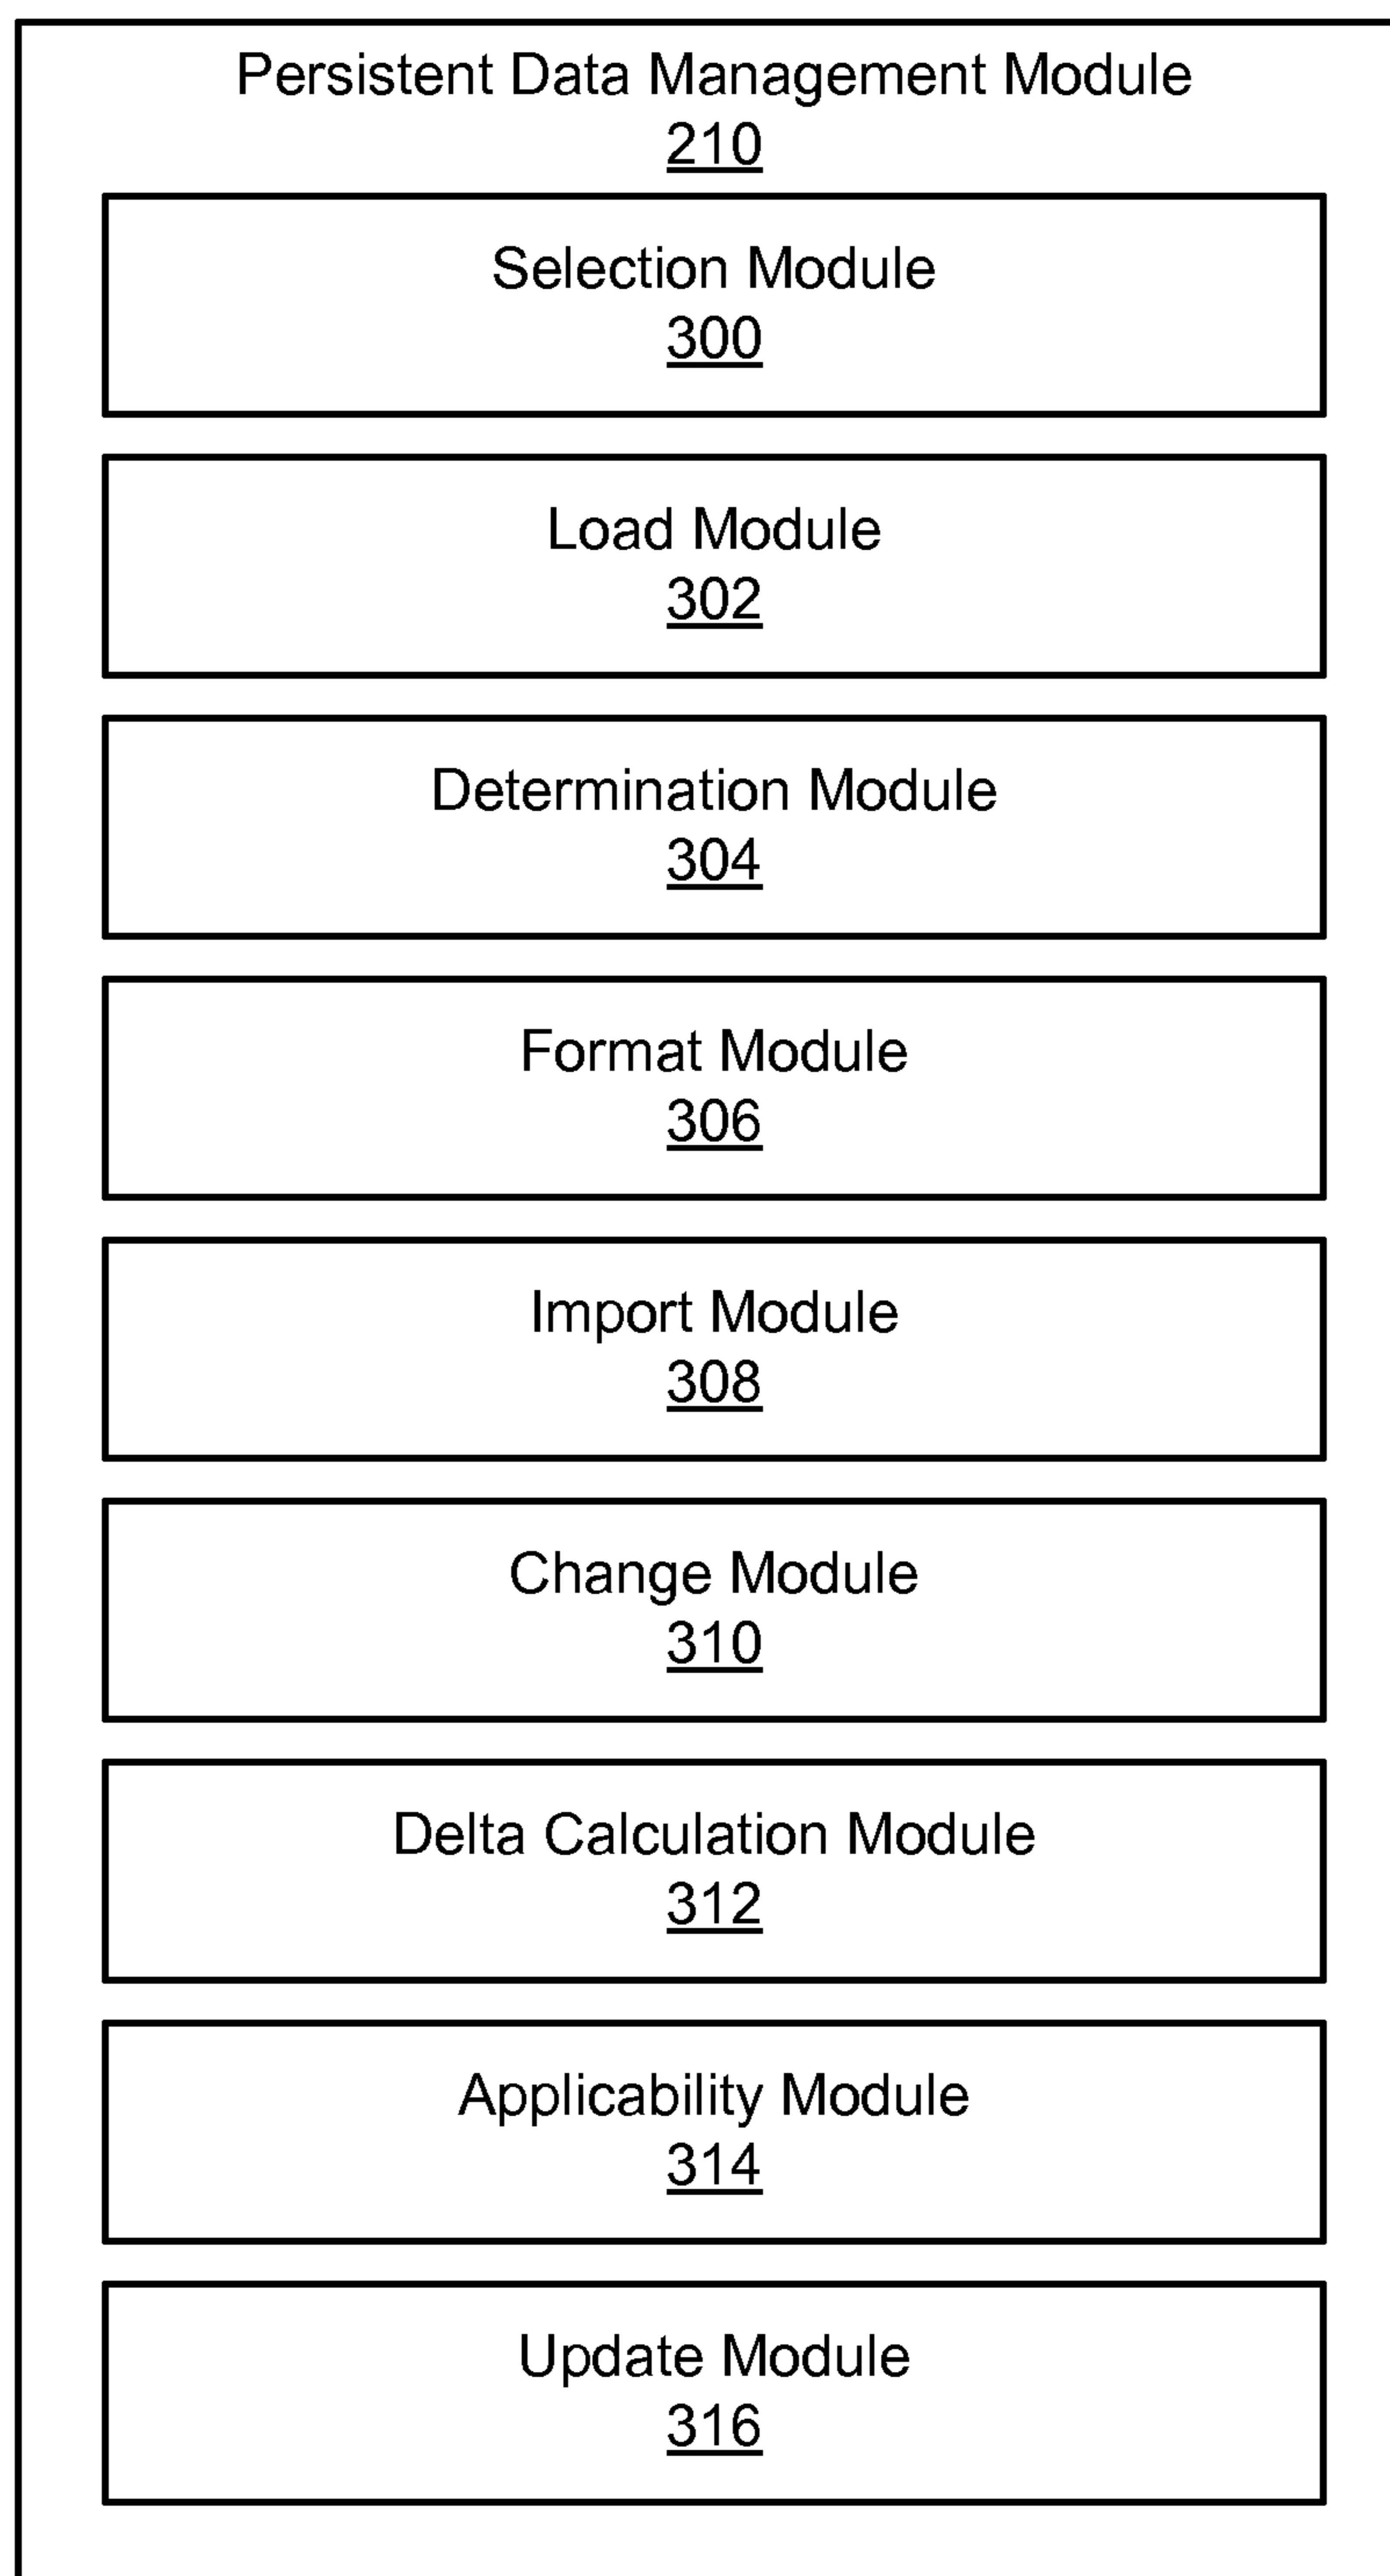 Persistent Data Management Module
210
Selection Module
300
Load Module
302
Determination Module
304
Format Module
306
Import Module
308
Change Module
310
Delta Calculation Module
312
Applicability Module
314
Update Module
316